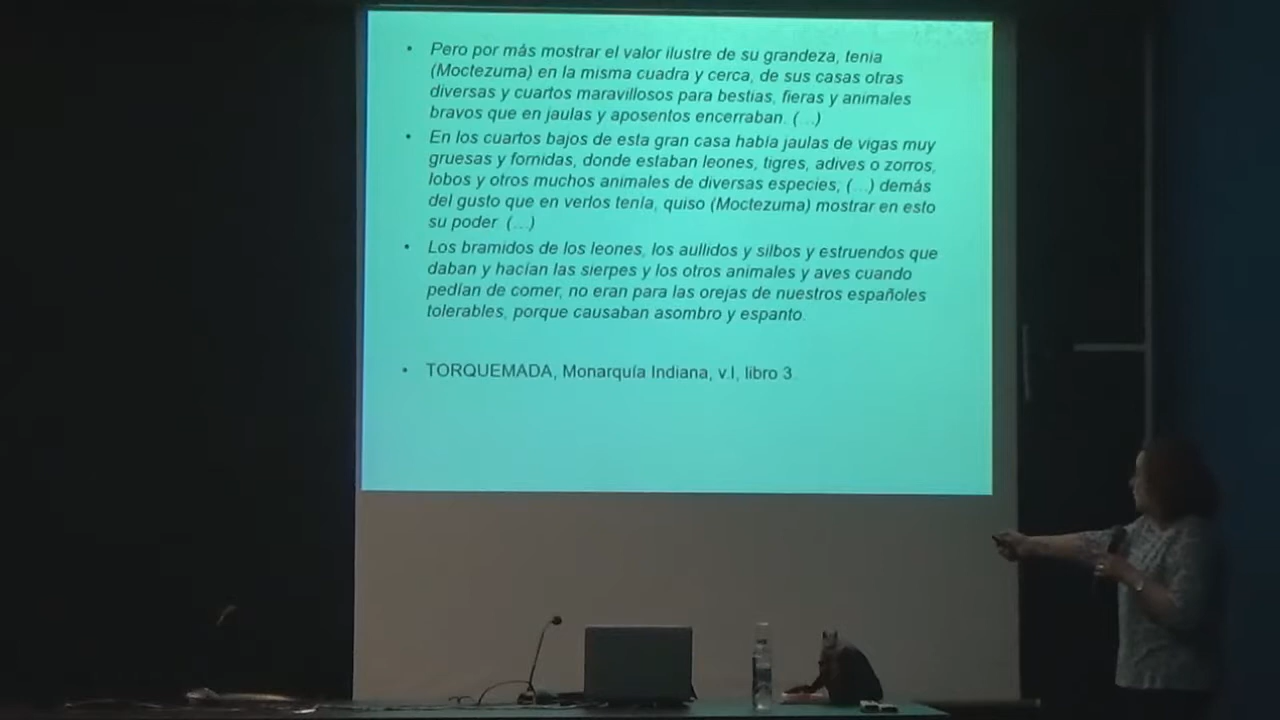 • Pero por más mostrar el valor ilustre de su grandeza, tenia
(Moctezuma) en la misma cuadra y cerca, de sus casas otras
diversas y cuartos maravillosos para bestias, fieras y animales
bravos que en jaulas y aposentos encerraban. (...)
• En los cuartos bajos de esta gran casa había jaulas de vigas muy
gruesas y fornidas, donde estaban leones, tigres, adives o zorros,
lobos y otros muchos animales de diversas especies, (...) demás
del gusto que en verlos tenía, quiso (Moctezuma) mostrar en esto
su poder (...)
• Los bramidos de los leones, los aullidos y silbos y estruendos que
daban y hacían las sierpes y los otros animales y aves cuando
pedían de comer, no eran para las orejas de nuestros españoles
tolerables, porque causaban asombro y espanto.
• TORQUEMADA, Monarquía Indiana, v.I, libro 3.